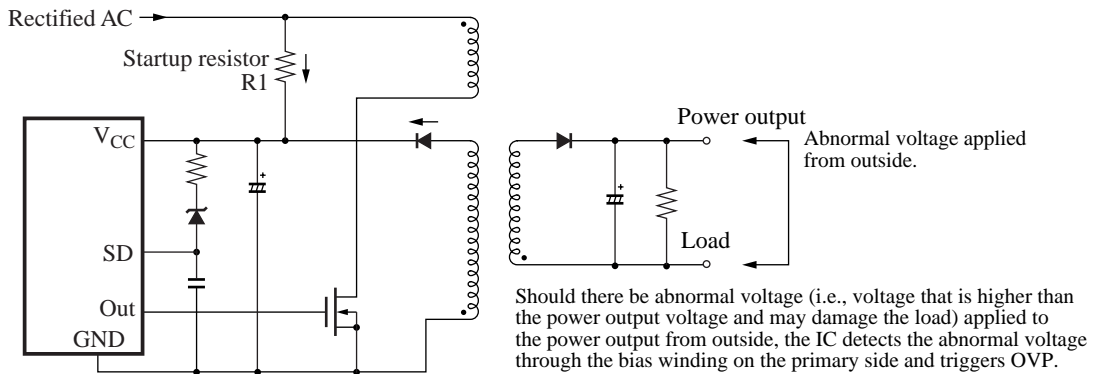 Rectified AC
Startup resistor
R1
VCC
SD
Out
GND
+
+
Power output
Abnormal voltage applied
from outside.
Load
Should there be abnormal voltage (i.e., voltage that is higher than
the power output voltage and may damage the load) applied to
the power output from outside, the IC detects the abnormal voltage
through the bias winding on the primary side and triggers OVP.